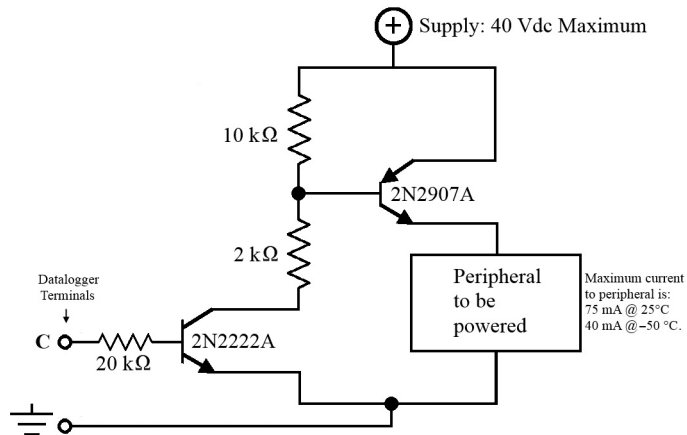 + Supply: 40 Vdc Maximum
10 kΩ
2N2907A
2 kΩ
Peripheral
to be
powered
Maximum current
to peripheral is:
75 mA @ 25°C
40 mA @ –50 °C.
Datalogger
Terminals
C
20 kΩ
2N2222A